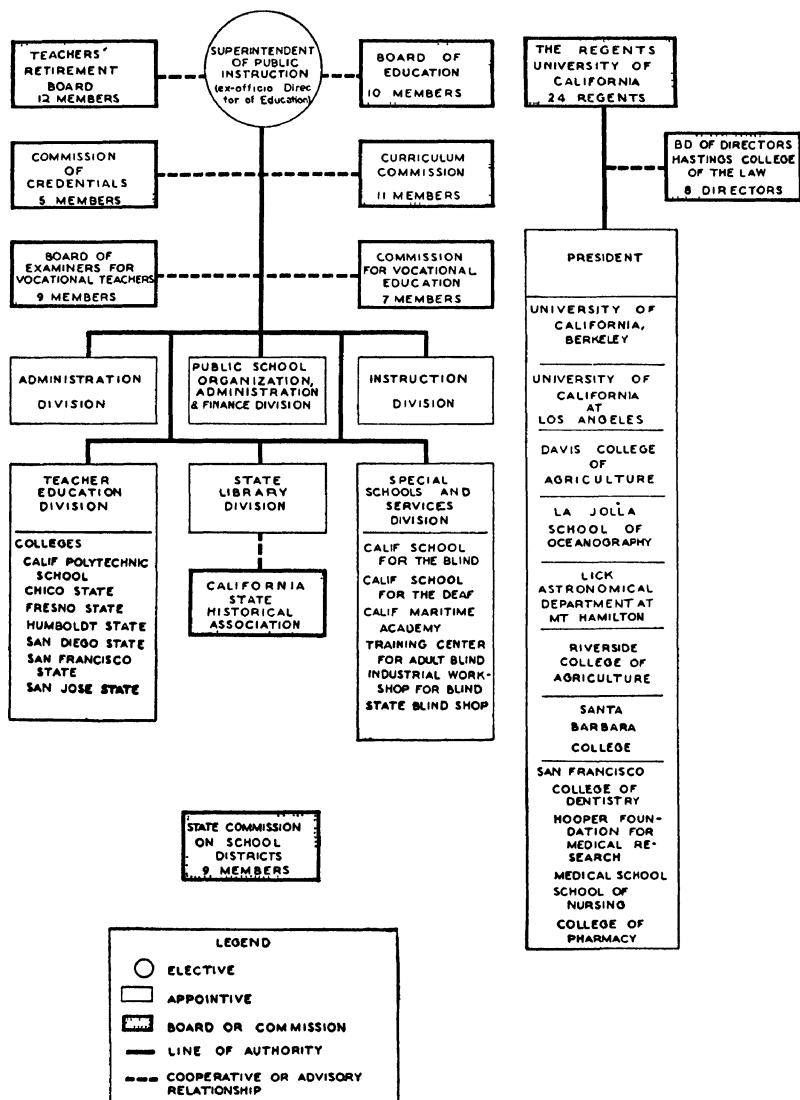 TEACHERS'
RETIREMENT
BOARD
12 MEMBERS
SUPERINTENDENT
OF PUBLIC
INSTRUCTION
(ex-officio Direc
tor of Education)
BOARD OF
EDUCATION
10 MEMBERS
THE REGENTS
UNIVERSITY OF
CALIFORNIA
24 REGENTS
COMMISSION
OF
CREDENTIALS
5 MEMBERS
CURRICULUM
COMMISSION
11 MEMBERS
BD OF DIRECTORS
HASTINGS COLLEGE
OF THE LAW
8 DIRECTORS
BOARD OF
EXAMINERS FOR
VOCATIONAL TEACHERS
9 MEMBERS
COMMISSION
FOR VOCATIONAL
EDUCATION
7 MEMBERS
ADMINISTRATION
DIVISION
PUBLIC SCHOOL
ORGANIZATION,
ADMINISTRATION
& FINANCE DIVISION
INSTRUCTION
DIVISION
TEACHER
EDUCATION
DIVISION
COLLEGES
CALIF POLYTECHNIC
SCHOOL
CHICO STATE
FRESNO STATE
HUMBOLDT STATE
SAN DIEGO STATE
SAN FRANCISCO
STATE
SAN JOSE STATE
STATE
LIBRARY
DIVISION
CALIFORNIA
STATE
HISTORICAL
ASSOCIATION
SPECIAL
SCHOOLS AND
SERVICES
DIVISION
CALIF SCHOOL
FOR THE BLIND
CALIF SCHOOL
FOR THE DEAF
CALIF MARITIME
ACADEMY
TRAINING CENTER
FOR ADULT BLIND
INDUSTRIAL WORK-
SHOP FOR BLIND
STATE BLIND SHOP
PRESIDENT
UNIVERSITY OF
CALIFORNIA,
BERKELEY
UNIVERSITY OF
CALIFORNIA
AT
LOS ANGELES
DAVIS COLLEGE
OF
AGRICULTURE
LA JOLLA
SCHOOL OF
OCEANOGRAPHY
LICK
ASTRONOMICAL
DEPARTMENT AT
MT HAMILTON
RIVERSIDE
COLLEGE OF
AGRICULTURE
SANTA
BARBARA
COLLEGE
SAN FRANCISCO
COLLEGE OF
DENTISTRY
HOOPER FOUN-
DATION FOR
MEDICAL RE-
SEARCH
MEDICAL SCHOOL
SCHOOL OF
NURSING
COLLEGE OF
PHARMACY
STATE COMMISSION
ON SCHOOL
DISTRICTS
9 MEMBERS
LEGEND
ELECTIVE
APPOINTIVE
BOARD OR COMMISSION
LINE OF AUTHORITY
COOPERATIVE OR ADVISORY
RELATIONSHIP